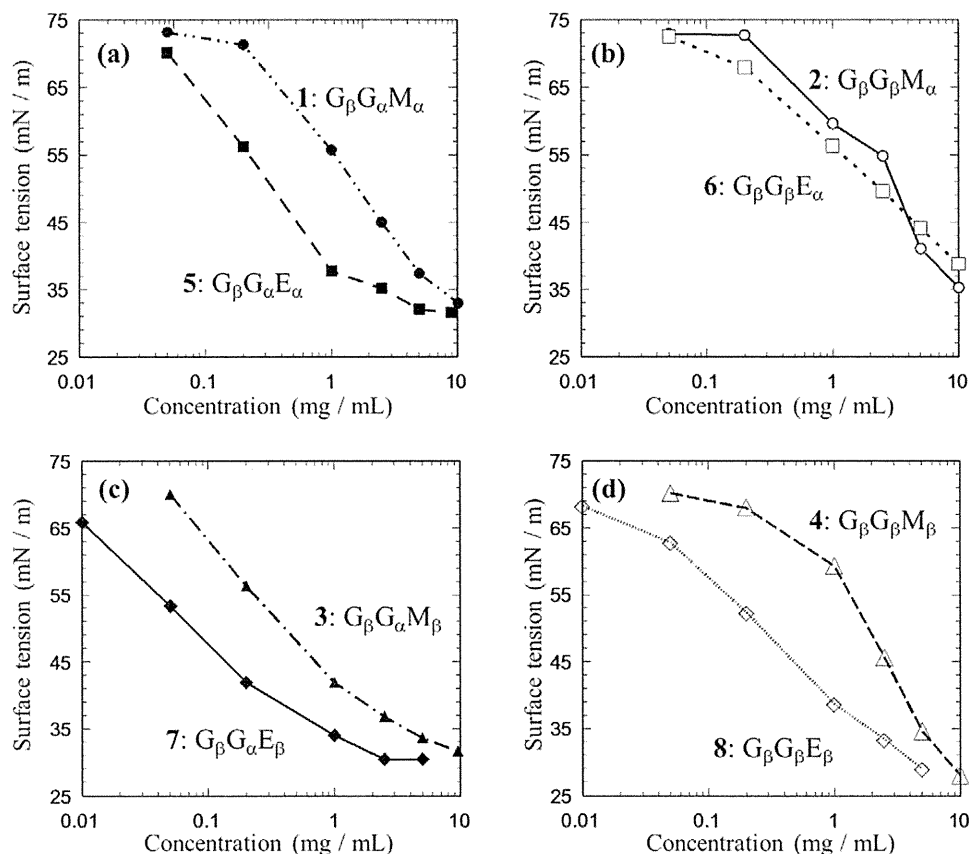 75
65
55
45
35
25
Surface tension (mN / m)
(a)
1: GβGαMα
5: GβGαEα
0.01
0.1
1
10
Concentration (mg / mL)
75
65
55
45
35
25
Surface tension (mN / m)
(b)
2: GβGβMα
6: GβGβEα
0.01
0.1
1
10
Concentration (mg / mL)
75
65
55
45
35
25
Surface tension (mN / m)
(c)
3: GβGαMβ
7: GβGαEβ
0.01
0.1
1
10
Concentration (mg / mL)
75
65
55
45
35
25
Surface tension (mN / m)
(d)
4: GβGβMβ
8: GβGβEβ
0.01
0.1
1
10
Concentration (mg / mL)